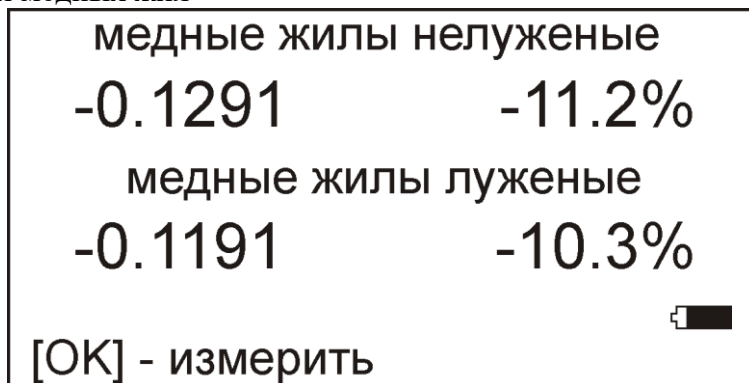 медные жилы нелуженые
-0.1291 -11.2%
медные жилы луженые
-0.1191 -10.3%
[OK] - измерить